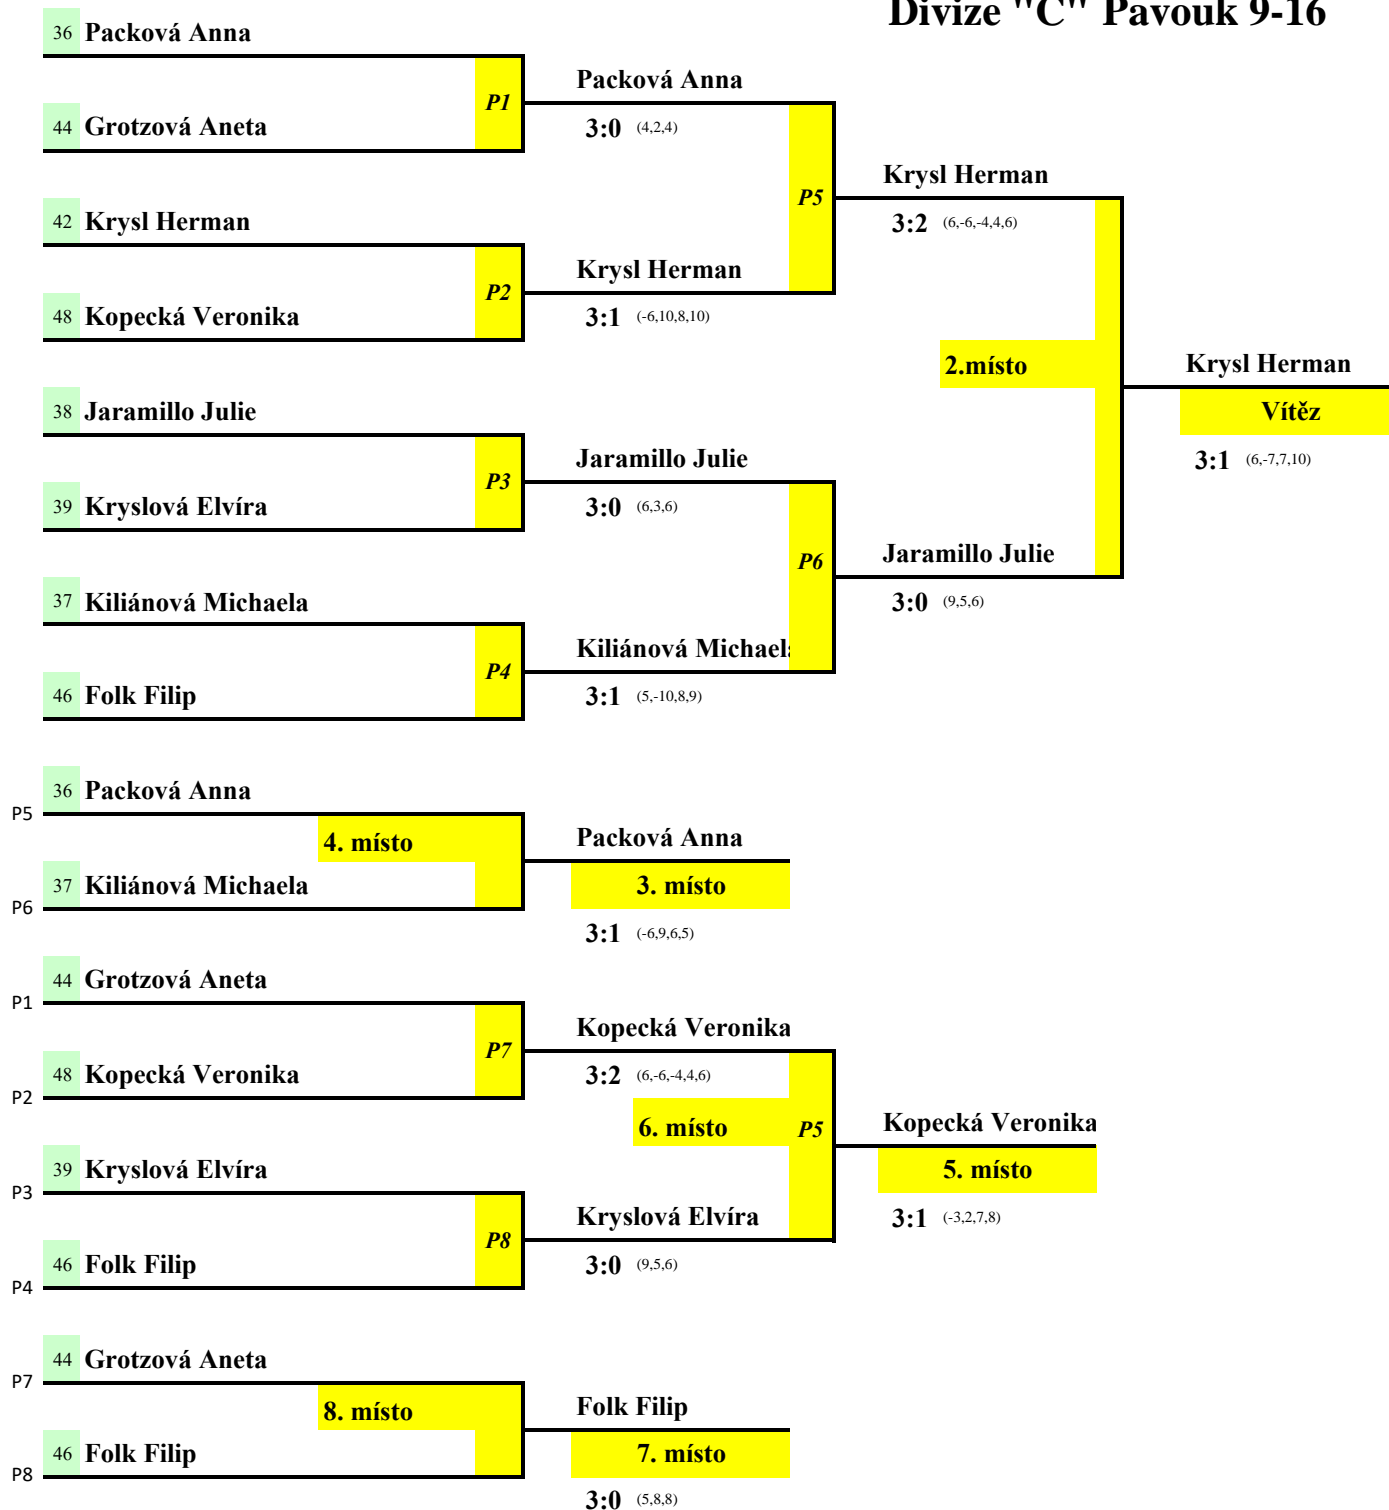 Divize "C" Pavouk 9-16
36 Packová Anna
Packová Anna
P1
44 Grotzová Aneta
3:0 (4,2,4)
Krysl Herman
P5
42 Krysl Herman
3:2 (6,-6,-4,4,6)
Krysl Herman
P2
48 Kopecká Veronika
3:1 (-6,10,8,10)
2.místo
Krysl Herman
38 Jaramillo Julie
Vítěz
Jaramillo Julie
3:1 (6,-7,7,10)
P3
39 Kryslová Elvíra
3:0 (6,3,6)
Jaramillo Julie
P6
37 Kiliánová Michaela
3:0 (9,5,6)
Kiliánová Michael
P4
46 Folk Filip
3:1 (5,-10,8,9)
36 Packová Anna
P5
4. místo
Packová Anna
37 Kiliánová Michaela
3. místo
P6
3:1 (-6,9,6,5)
44 Grotzová Aneta
P1
Kopecká Veronika
P7
48 Kopecká Veronika
3:2 (6,-6,-4,4,6)
P2
6. místo
P5
Kopecká Veronika
39 Kryslová Elvíra
5. místo
P3
Kryslová Elvíra
3:1 (-3,2,7,8)
P8
46 Folk Filip
3:0 (9,5,6)
P4
44 Grotzová Aneta
P7
8. místo
Folk Filip
46 Folk Filip
7. místo
P8
3:0 (5,8,8)